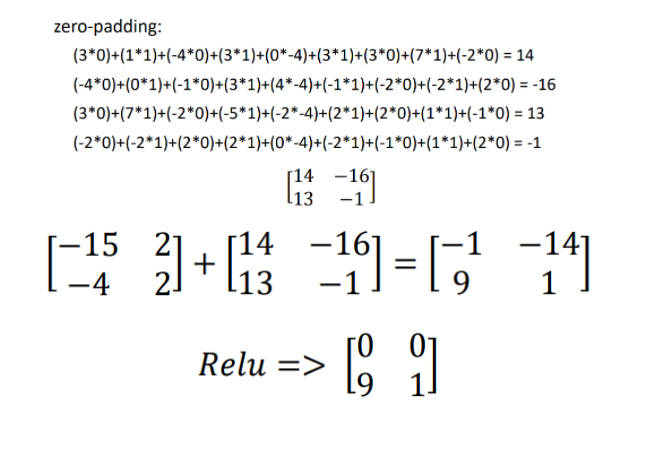 zero-padding:
(3*0)+(1*1)+(-4*0)+(3*1)+(0*-4)+(3*1)+(3*0)+(7*1)+(-2*0) = 14
(-4*0)+(0*1)+(-1*0)+(3*1)+(4*-4)+(-1*1)+(-2*0)+(-2*1)+(2*0) = -16
(3*0)+(7*1)+(-2*0)+(-5*1)+(-2*-4)+(2*1)+(2*0)+(1*1)+(-1*0) = 13
(-2*0)+(-2*1)+(2*0)+(2*1)+(0*-4)+(-2*1)+(-1*0)+(1*1)+(2*0) = -1
[14 −16
13 −1]
[−15 2
−4 2] + [14 −16
13 −1] = [−1 −14
9 1]
Relu => [0 0
9 1]